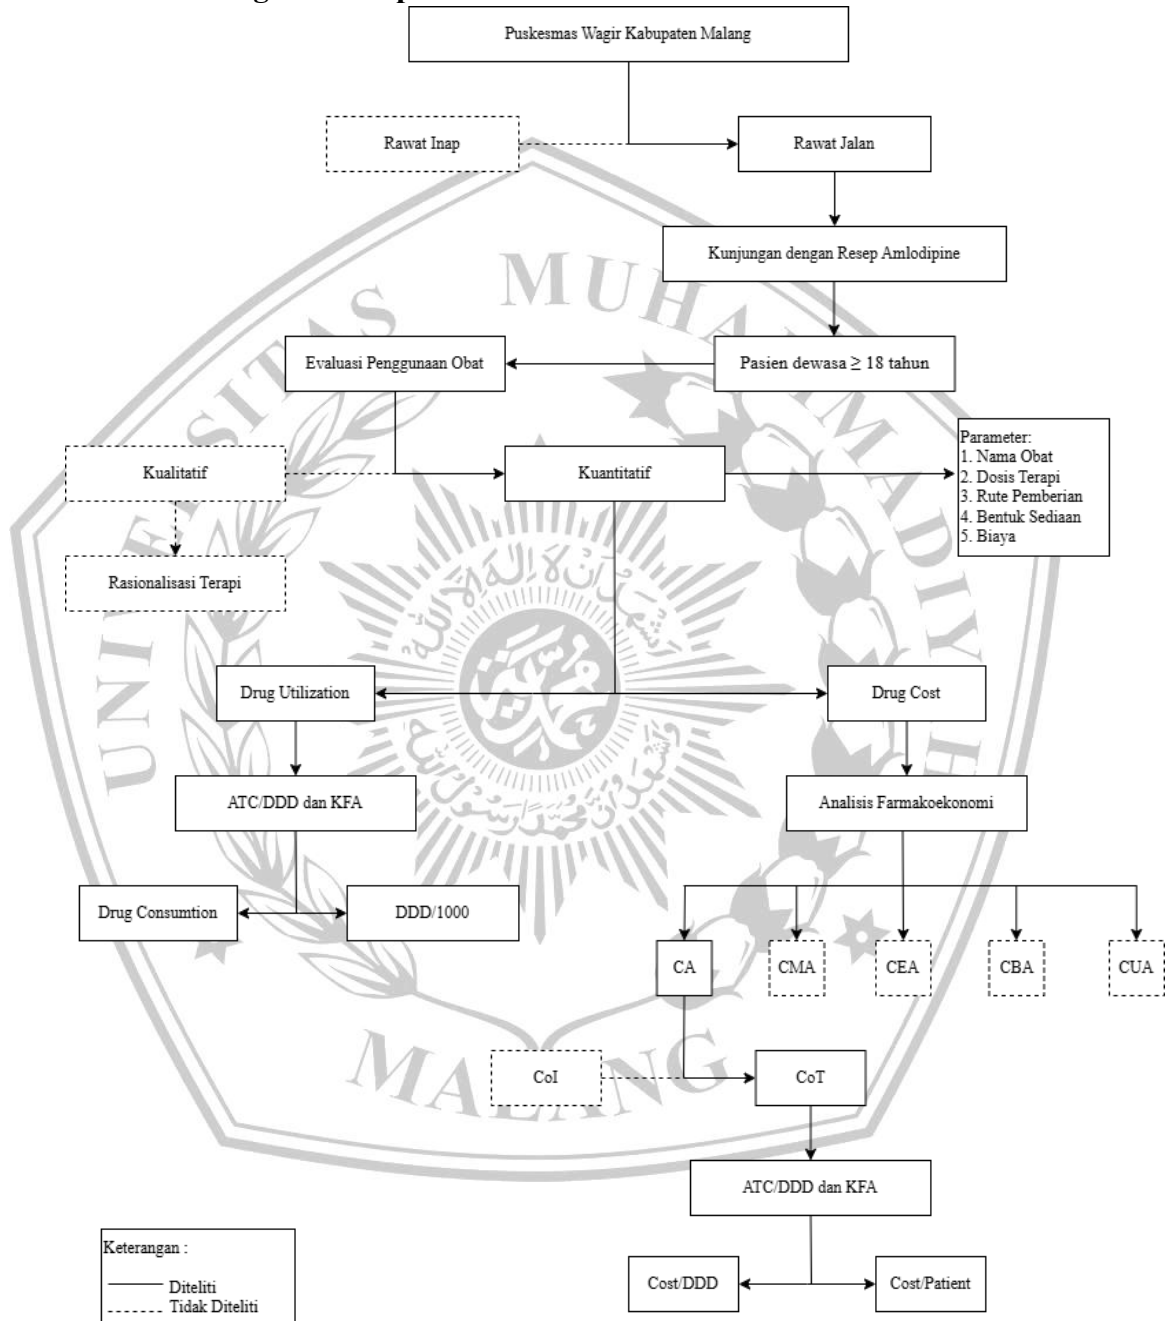 Puskesmas Wagir Kabupaten Malang
Rawat Inap
Rawat Jalan
Kunjungan dengan Resep Amlodipine
Evaluasi Penggunaan Obat
Pasien dewasa ≥ 18 tahun
Kualitatif
Kuantitatif
Parameter:
1. Nama Obat
2. Dosis Terapi
3. Rute Pemberian
4. Bentuk Sediaan
5. Biaya
Rasionalisasi Terapi
Drug Utilization
Drug Cost
ATC/DDD dan KFA
Analisis Farmakoekonomi
Drug Consumtion
DDD/1000
CA
CMA
CEA
CBA
CUA
CoI
CoT
ATC/DDD dan KFA
Cost/DDD
Cost/Patient
Keterangan :
Diteliti
Tidak Diteliti
UNIVERSITAS MUHAMMADIYAH
MALANG